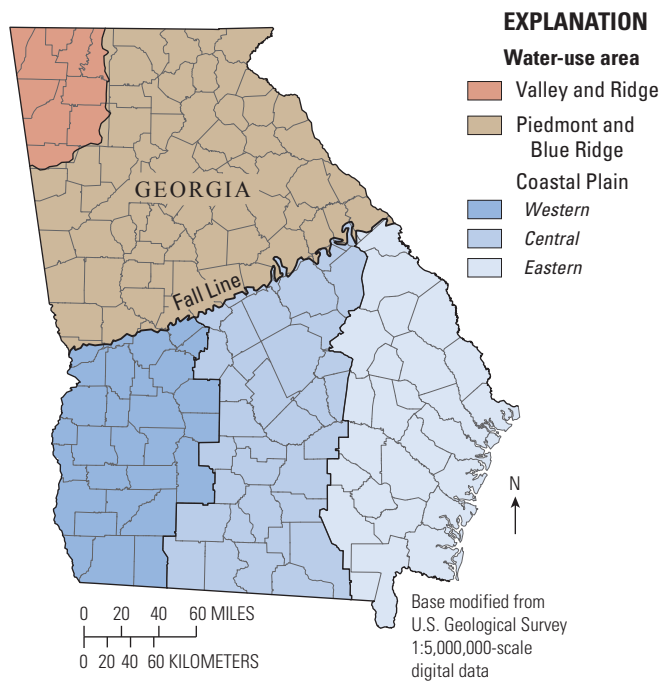 EXPLANATION
Water-use area
Valley and Ridge
Piedmont and
Blue Ridge
Coastal Plain
Western
Central
Eastern
GEORGIA
Fall Line
N
0 20 40 60 MILES
0 20 40 60 KILOMETERS
Base modified from
U.S. Geological Survey
1:5,000,000-scale
digital data